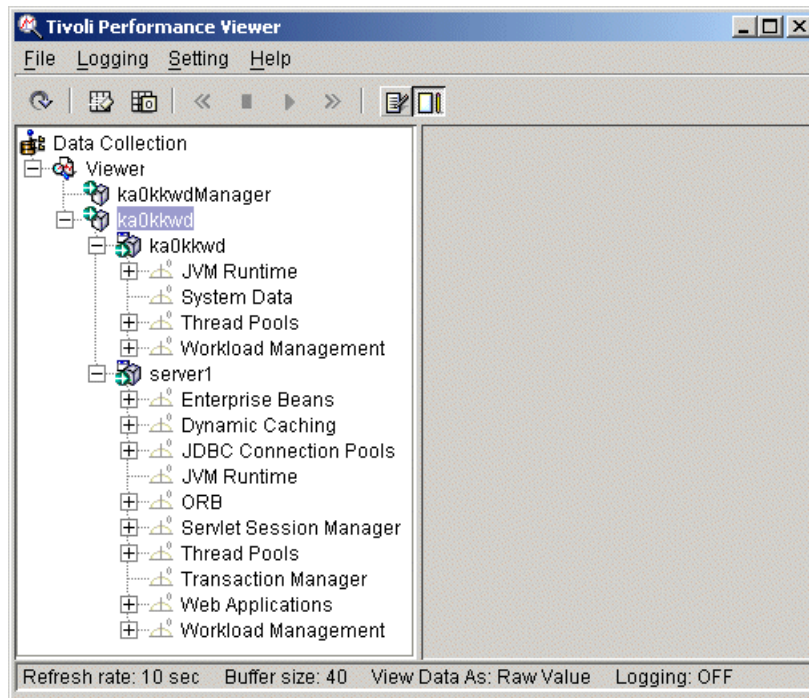 Tivoli Performance Viewer
File Logging Setting Help
Data Collection
Viewer
ka0kkwdManager
ka0kkwd
ka0kkwd
JVM Runtime
System Data
Thread Pools
Workload Management
server1
Enterprise Beans
Dynamic Caching
JDBC Connection Pools
JVM Runtime
ORB
Servlet Session Manager
Thread Pools
Transaction Manager
Web Applications
Workload Management
Refresh rate: 10 sec Buffer size: 40 View Data As: Raw Value Logging: OFF